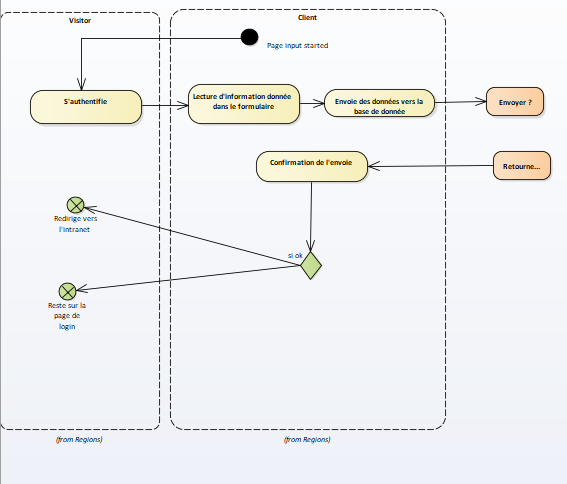 Visitor
Client
Page input started
S'authentifie
Lecture d'information donnée
dans le formulaire
Envoie des données vers la
base de donnée
Envoyer ?
Confirmation de l'envoie
Retourne...
Redirige vers
l'intranet
si ok
Reste sur la
page de
login
(from Regions)
(from Regions)